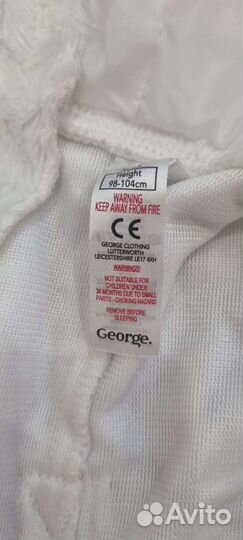 Height
98-104cm
WARNING
KEEP AWAY FROM FIRE
CE
GEORGE CLOTHING
LUTTERWORTH
LEICESTERSHIRE LE17 4XH
WARNINGS!
NOT SUITABLE FOR
CHILDREN UNDER
36 MONTHS DUE TO SMALL
PARTS - CHOKING HAZARD
REMOVE BEFORE
SLEEPING
George.
Avito